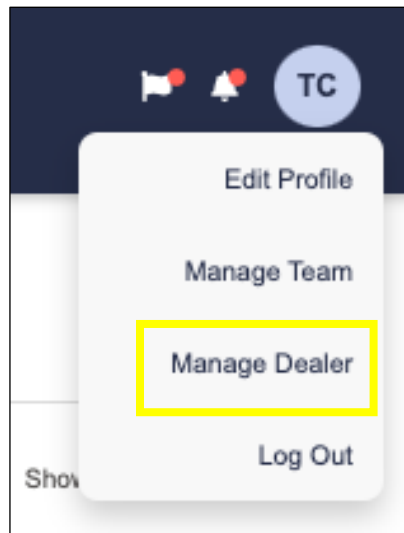 TC
Edit Profile
Manage Team
Manage Dealer
Log Out
Show